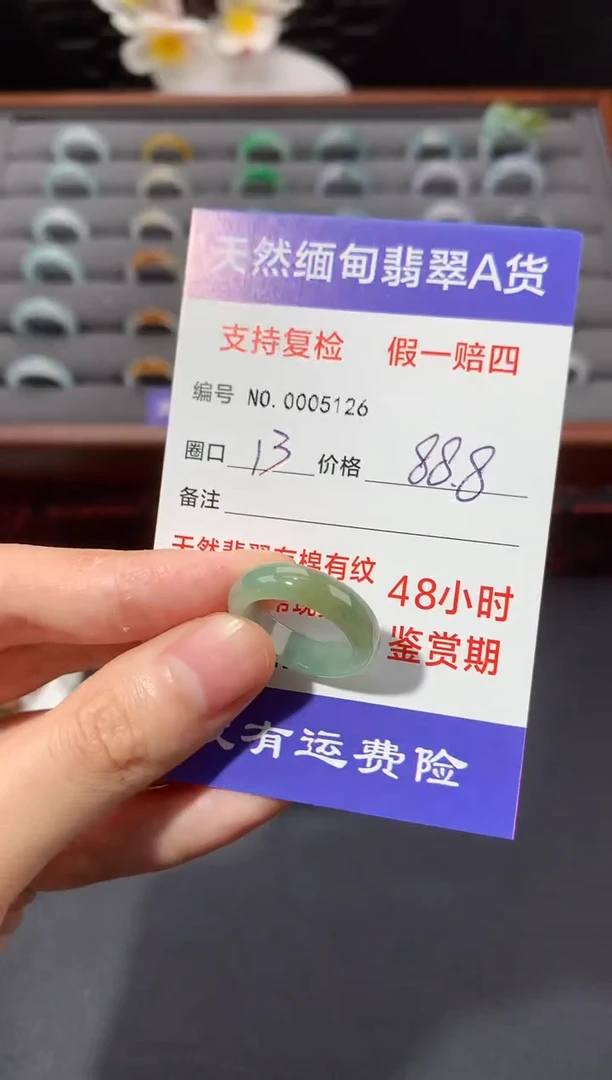 天然缅甸翡翠A货
支持复检 假一赔四
编号 NO.0005126
圈口 13 价格 88.8
备注
天然翡翠有棉有纹
48小时
鉴赏期
有运费险